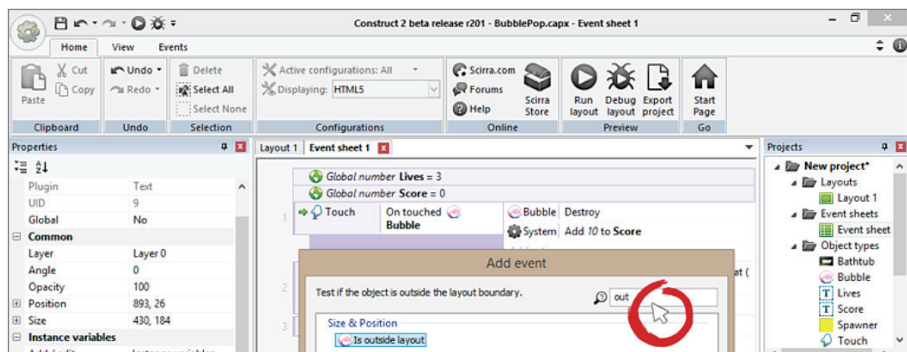 Construct 2 beta release r201 - BubblePop.capx - Event sheet 1
Home View Events
Paste
Cut
Copy
Clipboard
Undo
Redo
Undo
Delete
Select All
Select None
Selection
Active configurations: All
Displaying: HTML5
Configurations
Scirra.com
Forums
Help
Scirra
Store
Online
Run
layout
Debug
layout
Export
project
Preview
Start
Page
Go
Properties
Plugin Text
UID 9
Global No
Common
Layer Layer 0
Angle 0
Opacity 100
Position 893, 26
Size 430, 184
Instance variables
Layout 1 Event sheet 1
Global number Lives = 3
Global number Score = 0
1
Touch On touched
Bubble
Bubble Destroy
System Add 10 to Score
2
at (
3
Add event
Test if the object is outside the layout boundary.
out
Size & Position
Is outside layout
Projects
New project*
Layouts
Layout 1
Event sheets
Event sheet
Object types
Bathtub
Bubble
T Lives
T Score
Spawner
Touch